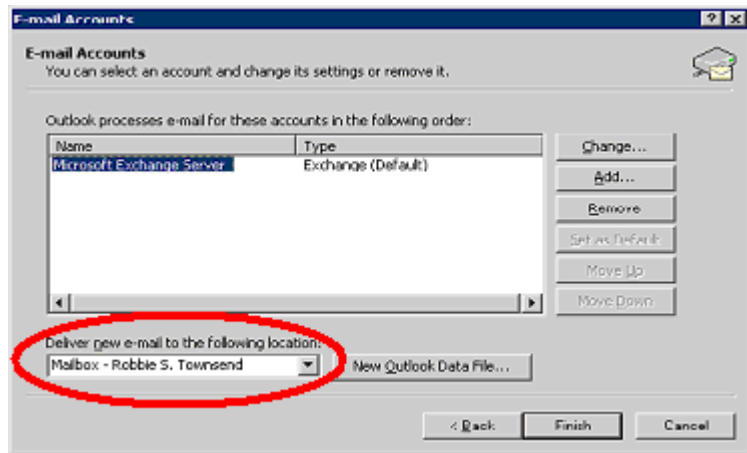 E-mail Accounts
E-mail Accounts
You can select an account and change its settings or remove it.
Outlook processes e-mail for these accounts in the following order:
Name Type
Microsoft Exchange Server Exchange (Default)
Change...
Add...
Remove
Set as Default
Move Up
Move Down
Deliver new e-mail to the following location:
Mailbox - Robbie S. Townsend New Outlook Data File...
< Back Finish Cancel